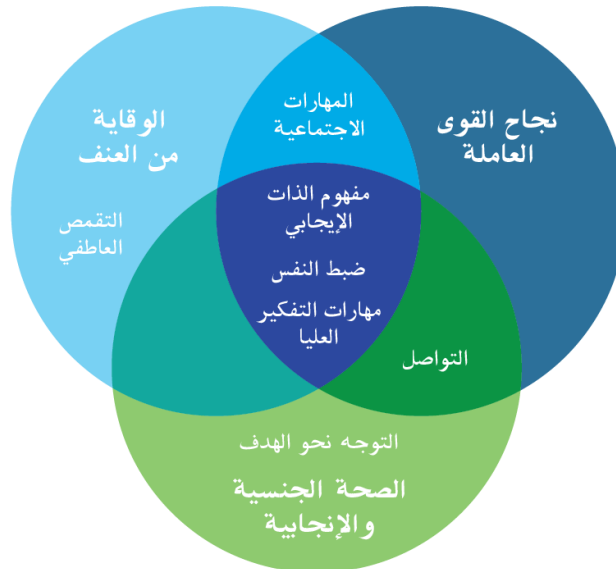 المهارات
الاجتماعية
نجاح القوى
العاملة
الوقاية
من العنف
التقمص
العاطفي
مفهوم الذات
الإيجابي
ضبط النفس
مهارات التفكير
العليا
التواصل
التوجه نحو الهدف
الصحة الجنسية
والإنجابية